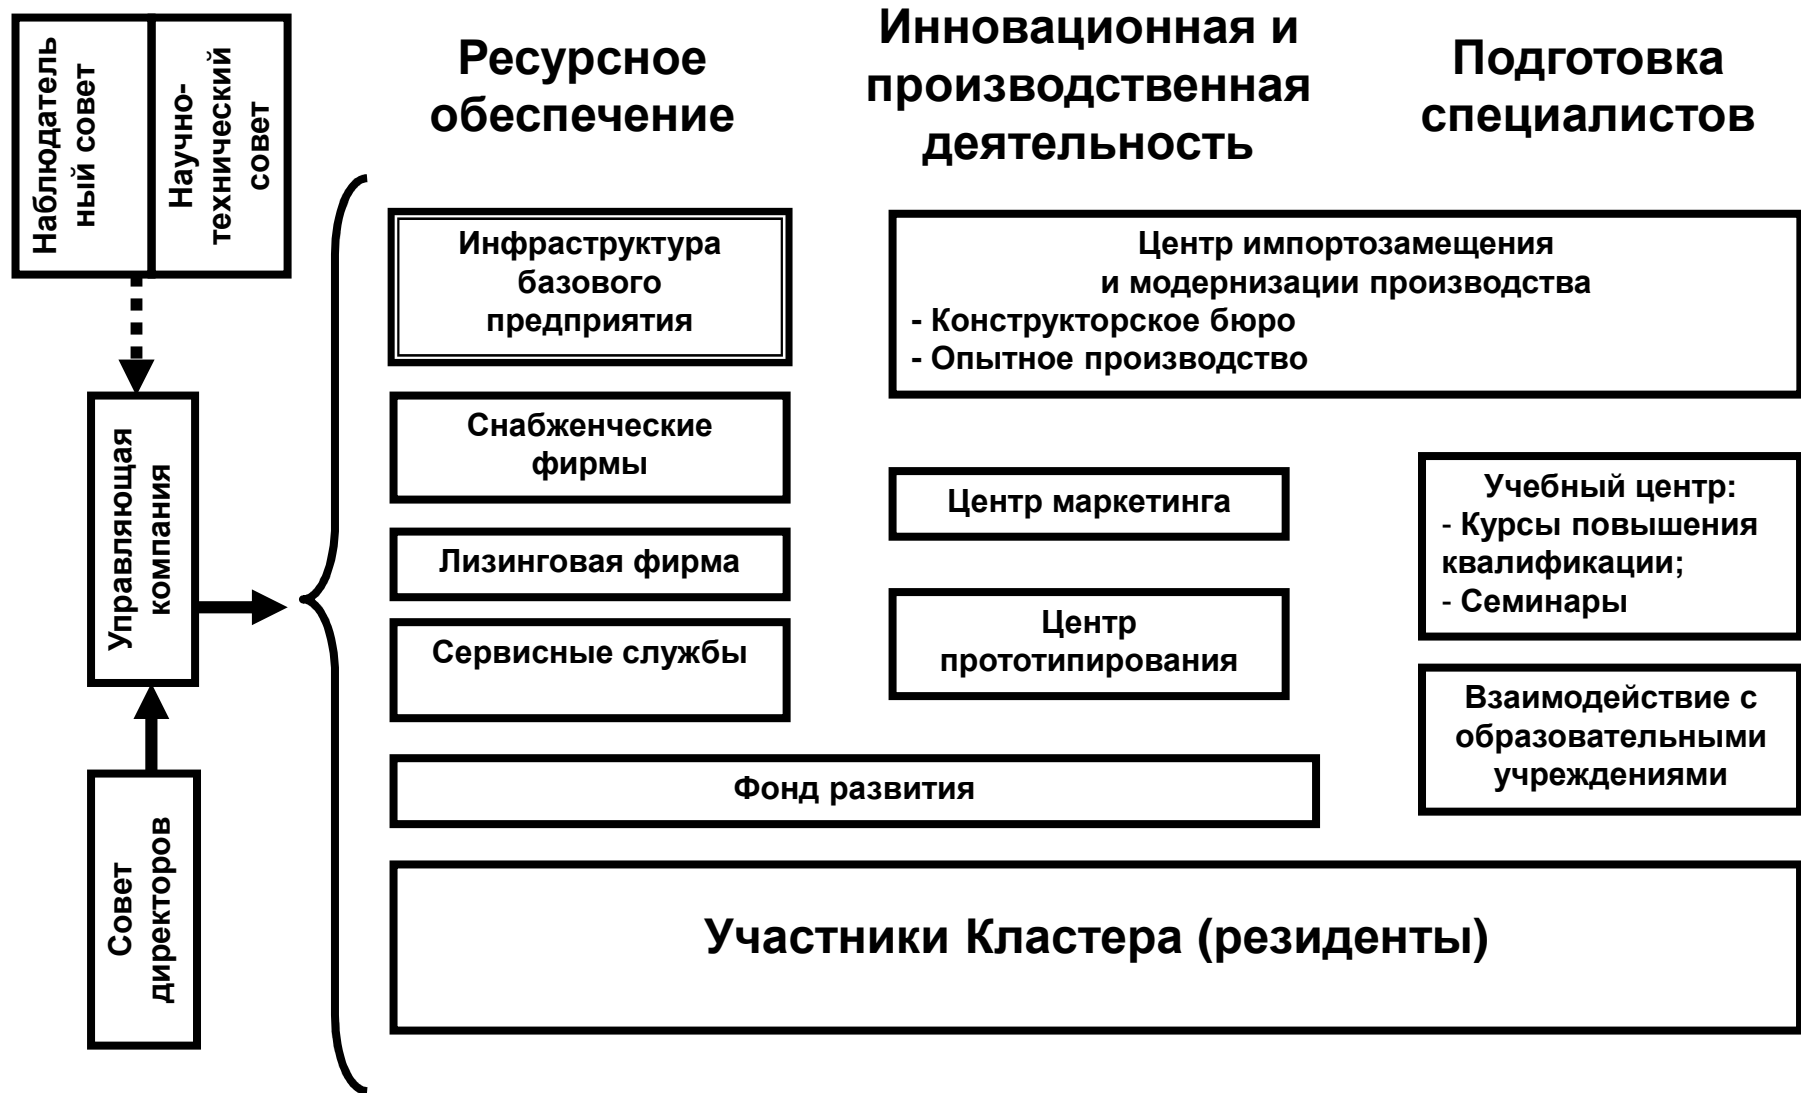 Наблюдатель
ный совет
Научно-
технический
совет
Управляющая
компания
Совет
директоров
Ресурсное
обеспечение
Инновационная и
производственная
деятельность
Подготовка
специалистов
Инфраструктура
базового
предприятия
Снабженческие
фирмы
Лизинговая фирма
Сервисные службы
Центр импортозамещения
и модернизации производства
- Конструкторское бюро
- Опытное производство
Центр маркетинга
Центр
прототипирования
Учебный центр:
- Курсы повышения
квалификации;
- Семинары
Взаимодействие с
образовательными
учреждениями
Фонд развития
Участники Кластера (резиденты)